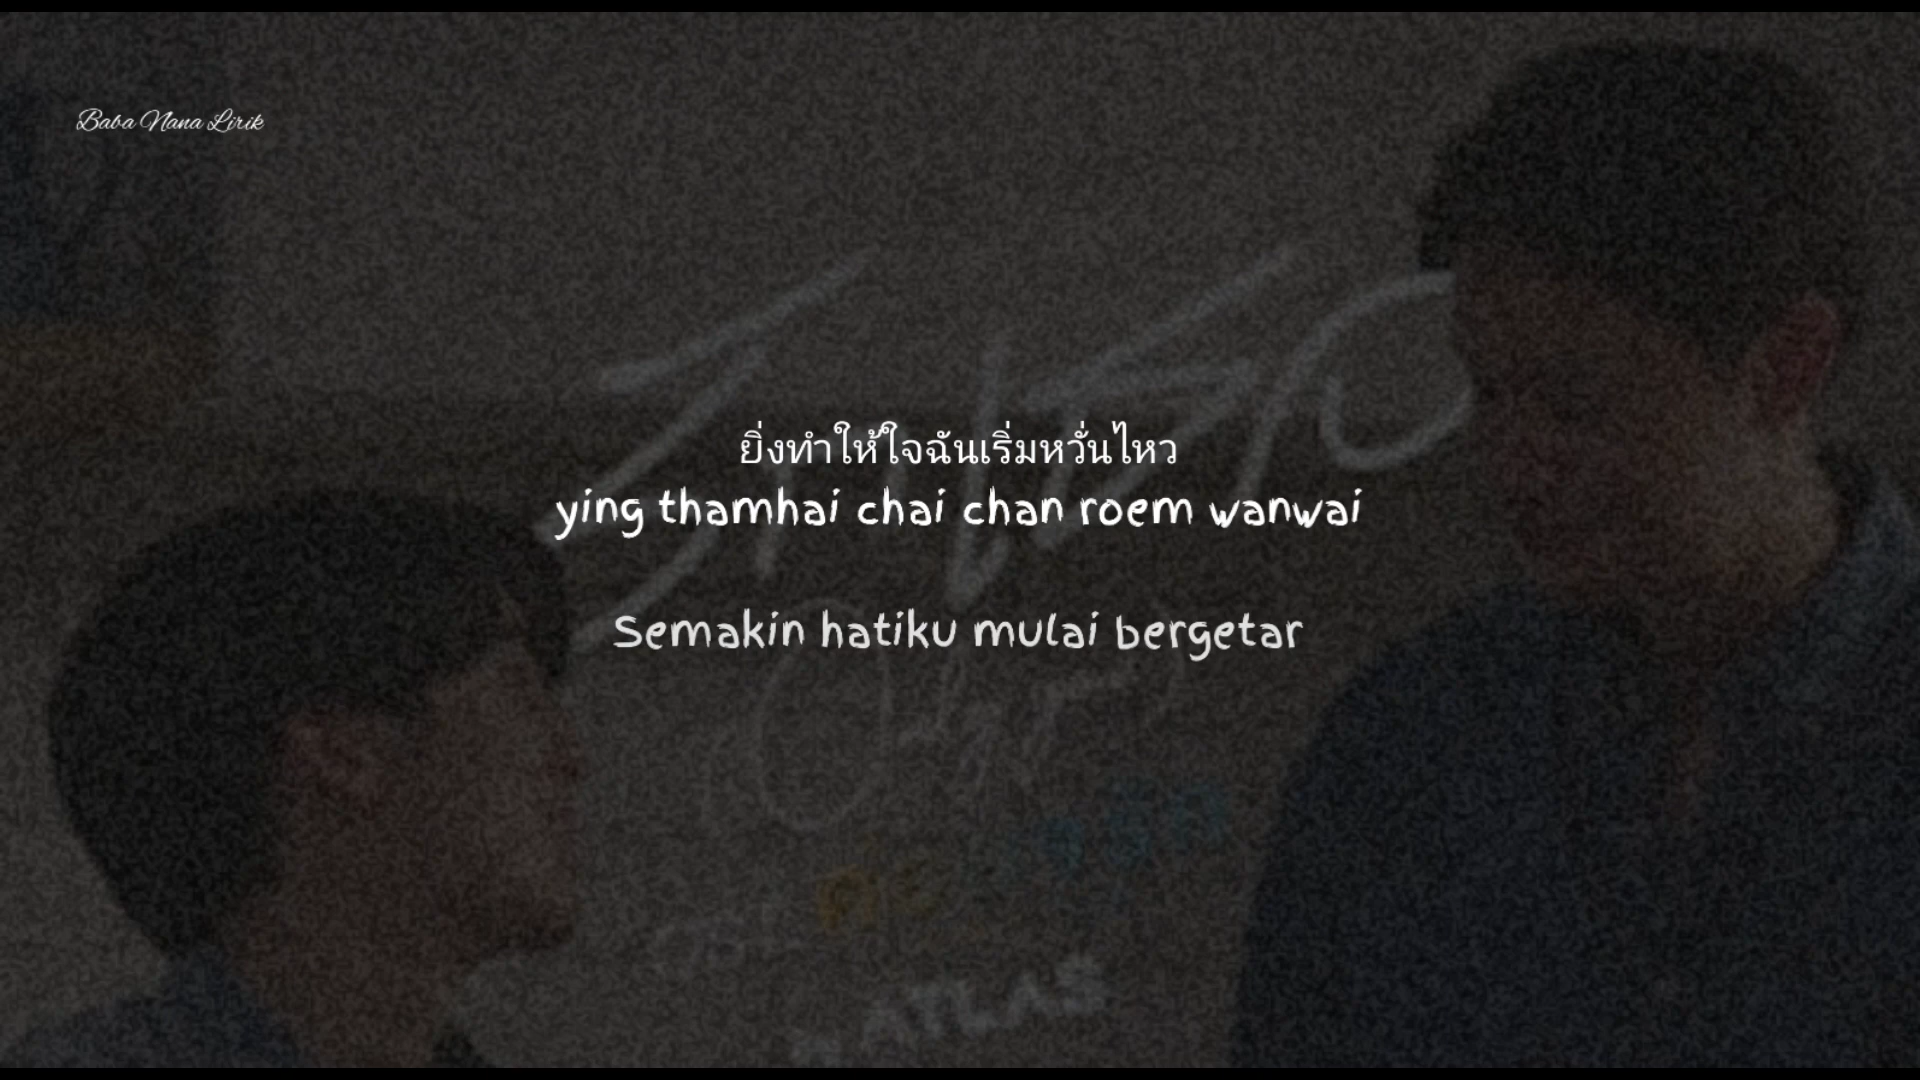 Baba Nana Lirik
ยิ่งทำให้ใจฉันเริ่มหวั่นไหว
ying thamhai chai chan roem wanwai
Semakin hatiku mulai bergetar
ATLAS